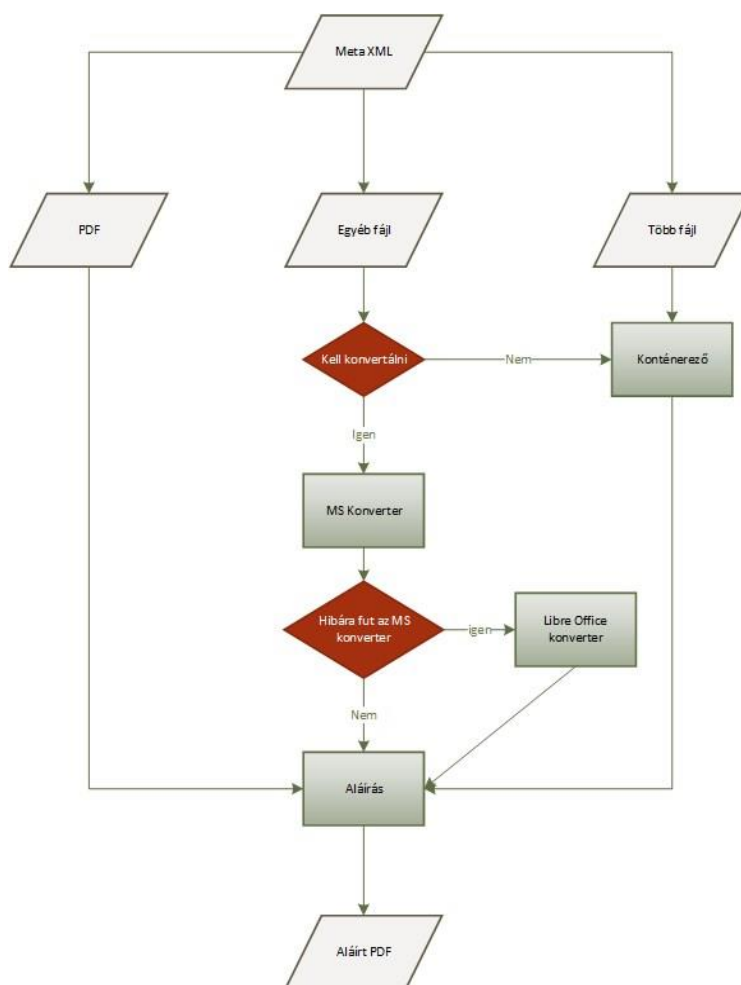 Meta XML
PDF
Egyéb fájl
Több fájl
Kell konvertálni
Nem
Konténerező
Igen
MS Konverter
Hibára fut az MS
konverter
igen
Libre Office
konverter
Nem
Aláírás
Aláírt PDF